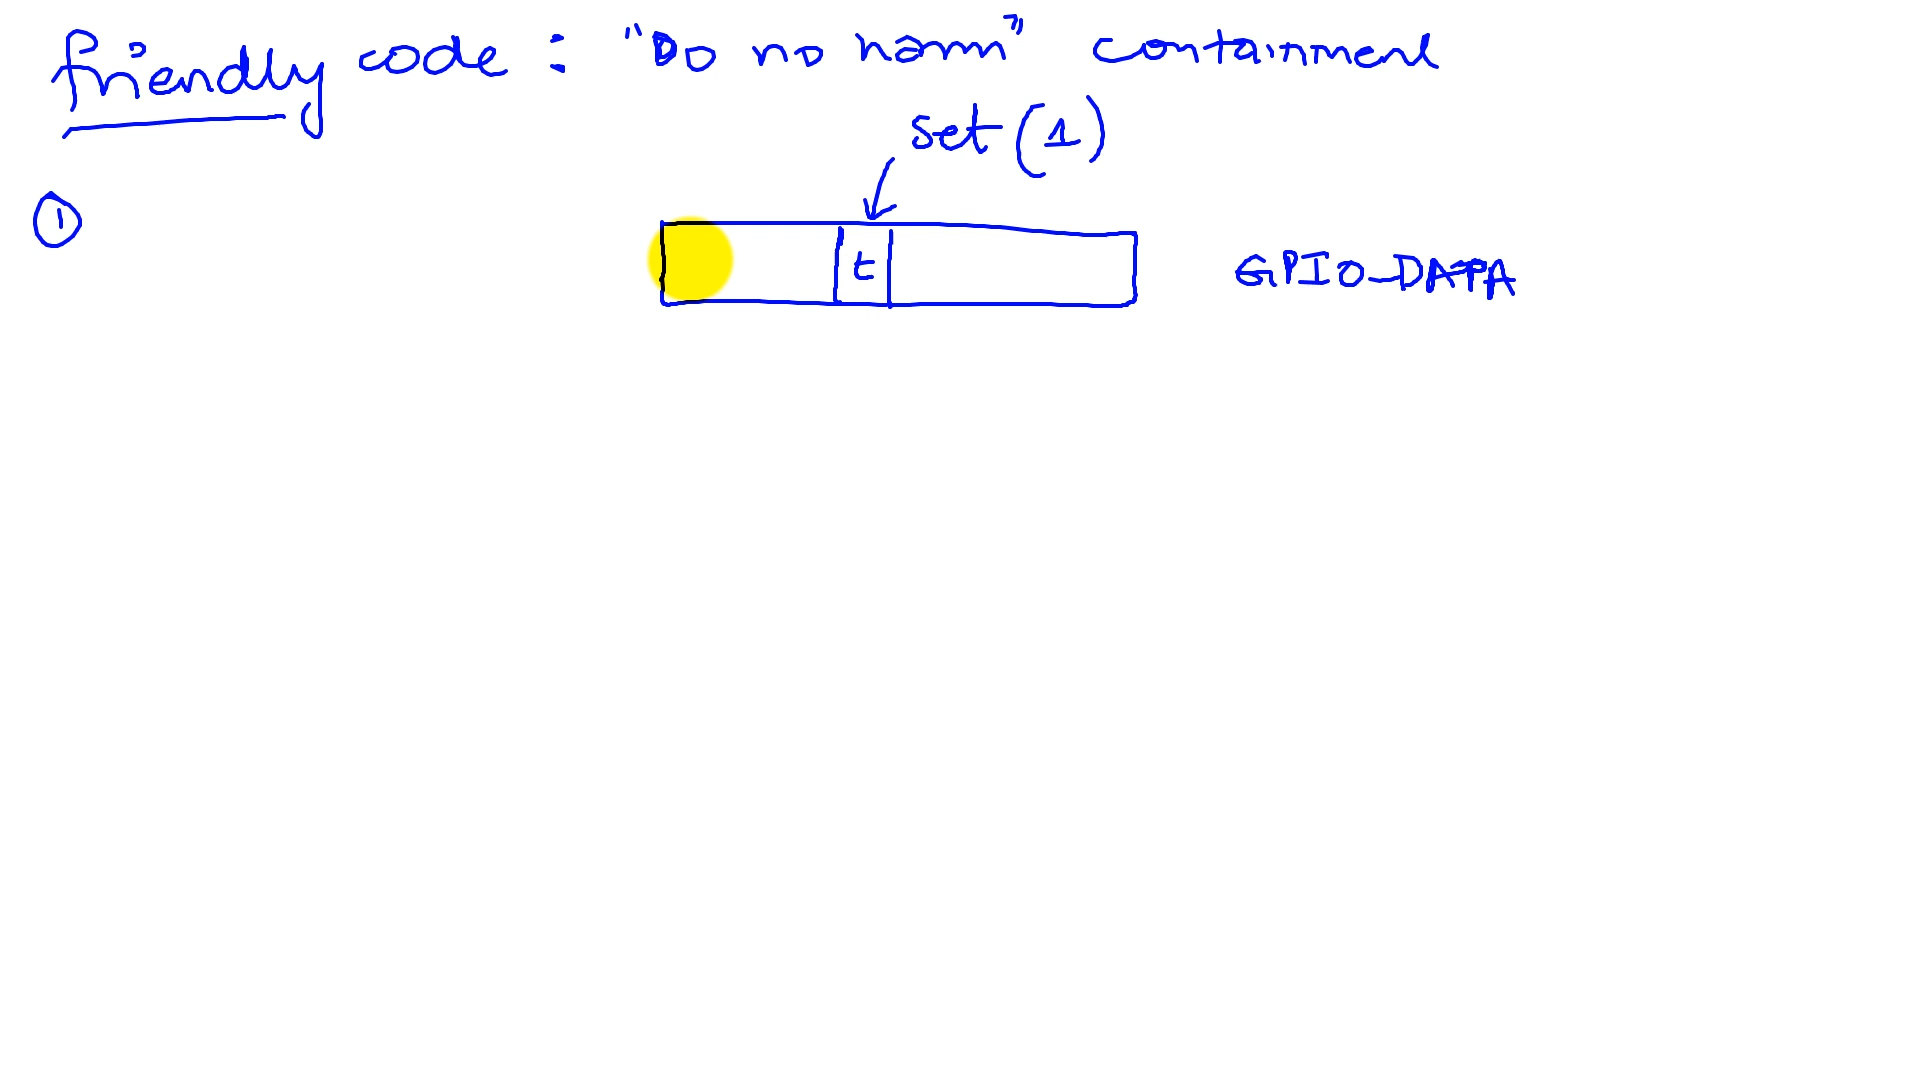 friendly code : "Do no harm" containment
set (1)
①
t
GPIO_DATA